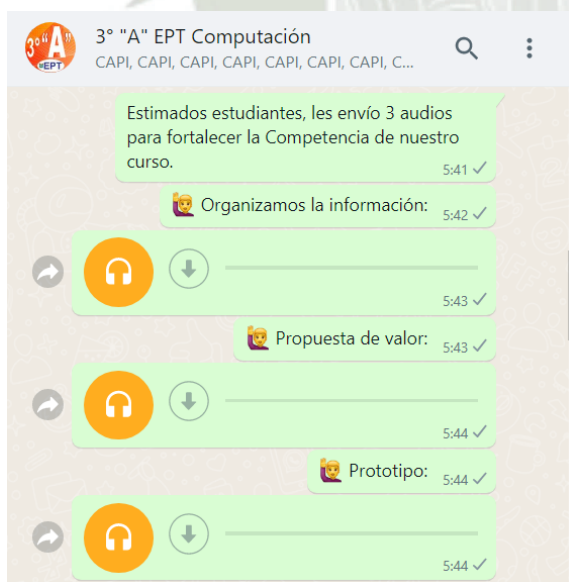 3° "A" EPT
3° "A" EPT Computación
CAPI, CAPI, CAPI, CAPI, CAPI, CAPI, CAPI, C...
Estimados estudiantes, les envío 3 audios
para fortalecer la Competencia de nuestro
curso.
5:41
🙋‍♂️ Organizamos la información:
5:42
5:43
🙋‍♂️ Propuesta de valor:
5:43
5:44
🙋‍♂️ Prototipo:
5:44
5:44